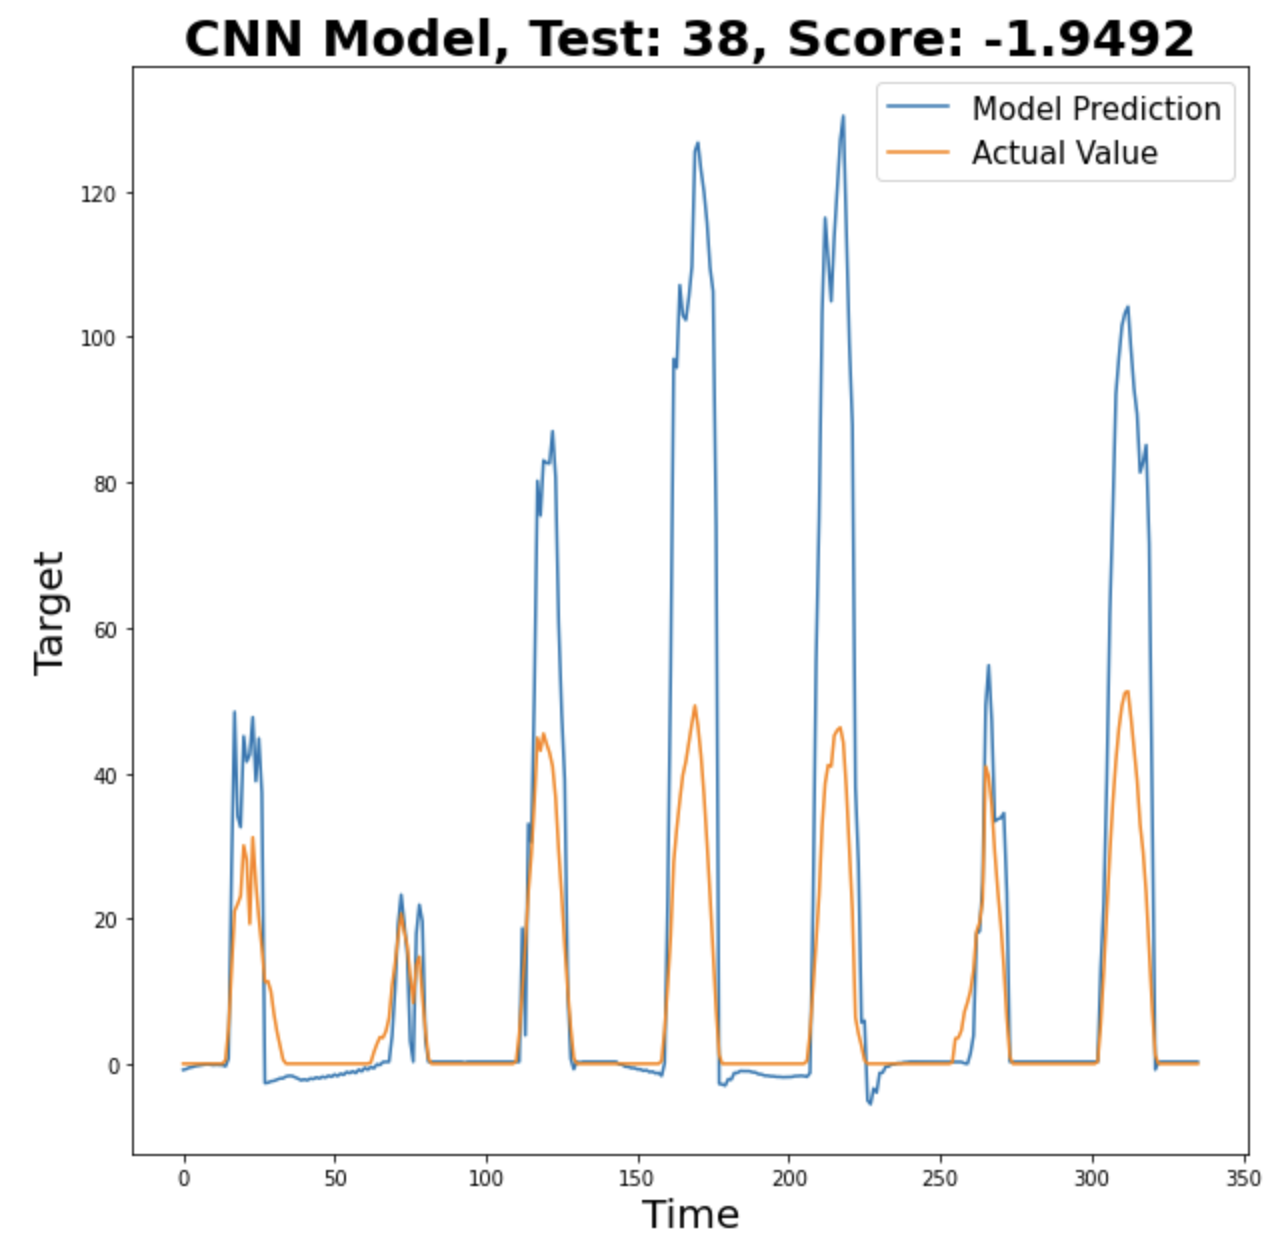 CNN Model, Test: 38, Score: -1.9492
Model Prediction
Actual Value
120
100
80
60
40
20
0
Target
0 50 100 150 200 250 300 350
Time